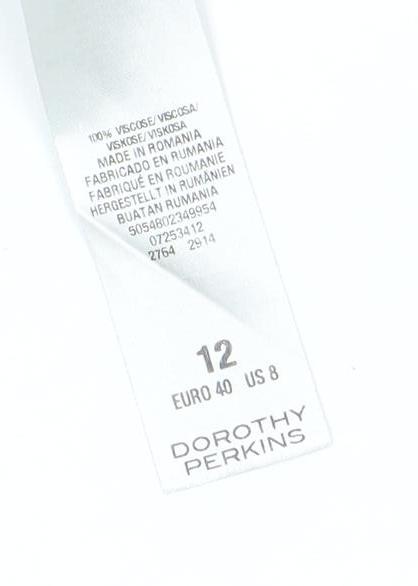 100% VISCOSE/VISCOSA/
VISKOSE/VISKOSA
MADE IN ROMANIA
FABRICADO EN RUMANIA
FABRIQUÉ EN ROUMANIE
HERGESTELLT IN RUMÄNIEN
BUATAN RUMANIA
5054802349954
07253412
2764 2914
12
EURO 40 US 8
DOROTHY
PERKINS